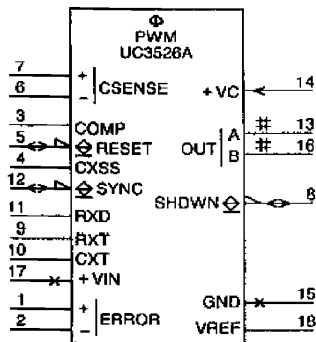 Φ
PWM
UC3526A
7 + CSENSE
6 −
+VC 14
3 COMP
5 RESET
A # 13
OUT
B # 16
4 CXSS
12 SYNC
SHDWN 8
11 RXD
9 RXT
10 CXT
17 +VIN
GND 15
1 + ERROR
2 −
VREF 18